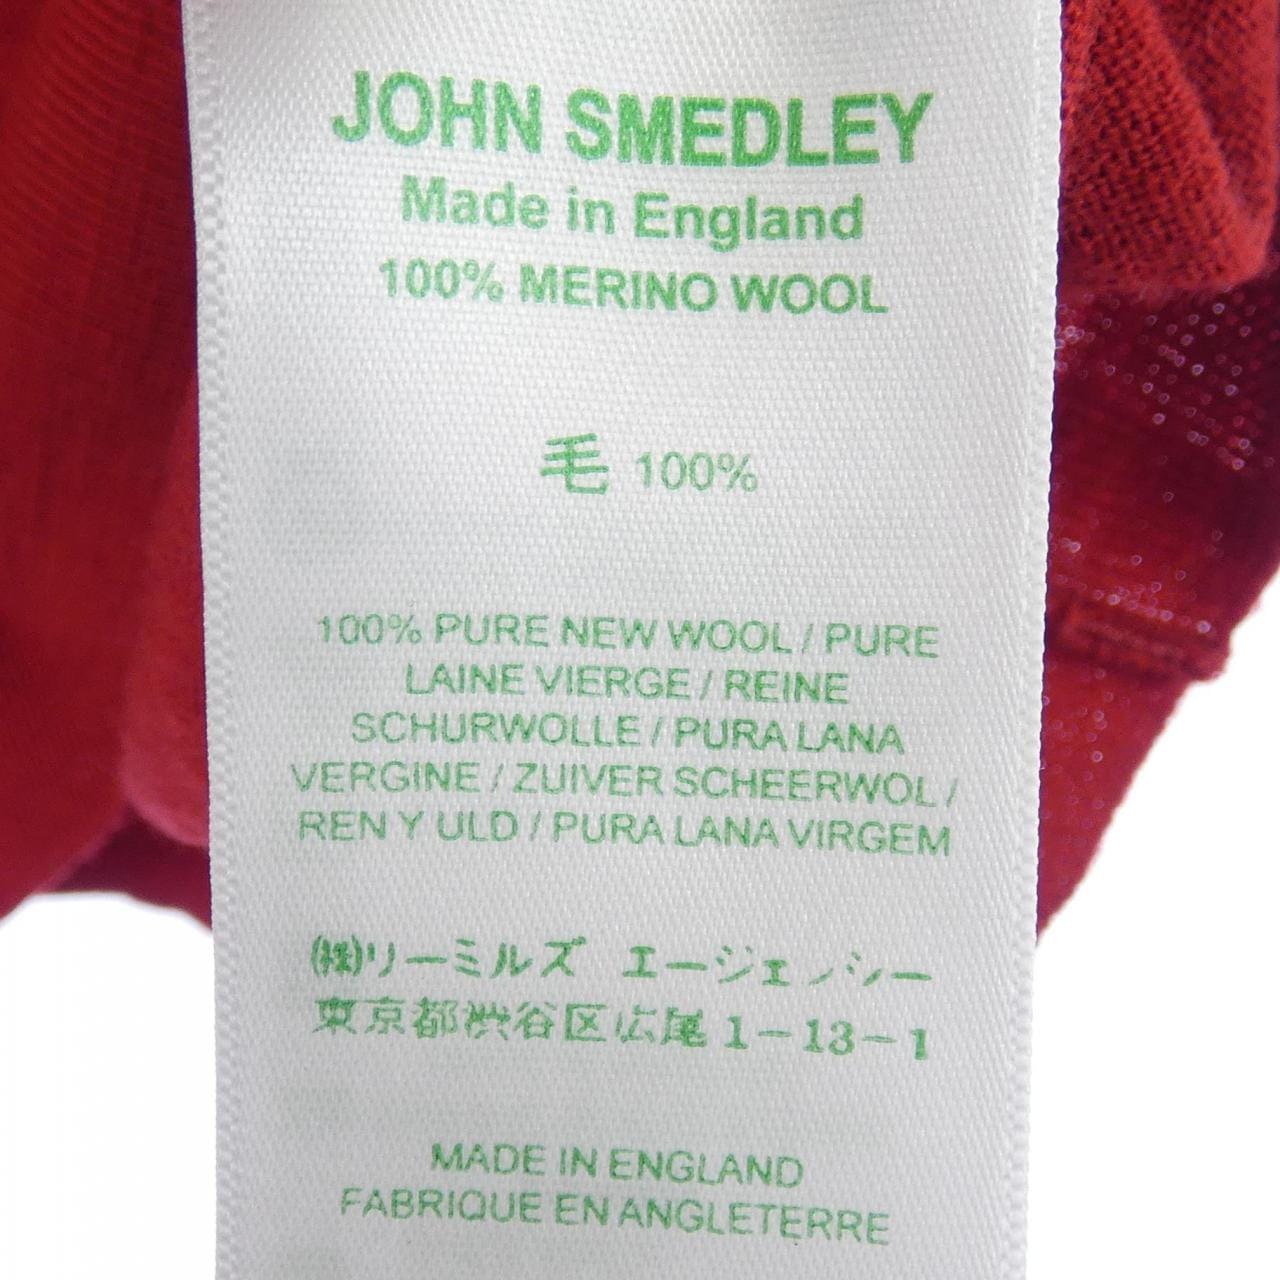 JOHN SMEDLEY
Made in England
100% MERINO WOOL
毛 100%
100% PURE NEW WOOL / PURE
LAINE VIERGE / REINE
SCHURWOLLE / PURA LANA
VERGINE / ZUIVER SCHEERWOL /
REN Y ULD / PURA LANA VIRGEM
㈱リーミルズ エージェンシー
東京都渋谷区広尾 1－13－1
MADE IN ENGLAND
FABRIQUE EN ANGLETERRE